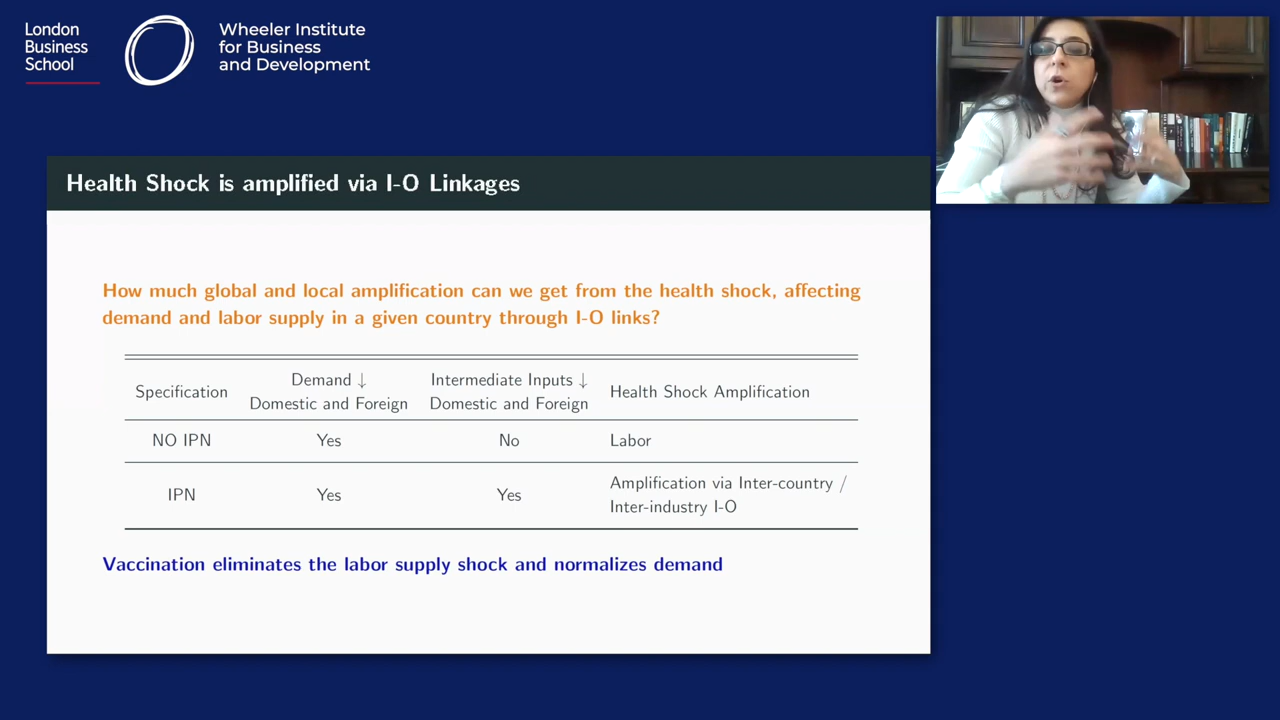 London
Business
School
Wheeler Institute
for Business
and Development
Health Shock is amplified via I-O Linkages
How much global and local amplification can we get from the health shock, affecting
demand and labor supply in a given country through I-O links?
Specification
Demand ↓
Domestic and Foreign
Intermediate Inputs ↓
Domestic and Foreign
Health Shock Amplification
NO IPN Yes No Labor
IPN Yes Yes Amplification via Inter-country /
Inter-industry I-O
Vaccination eliminates the labor supply shock and normalizes demand